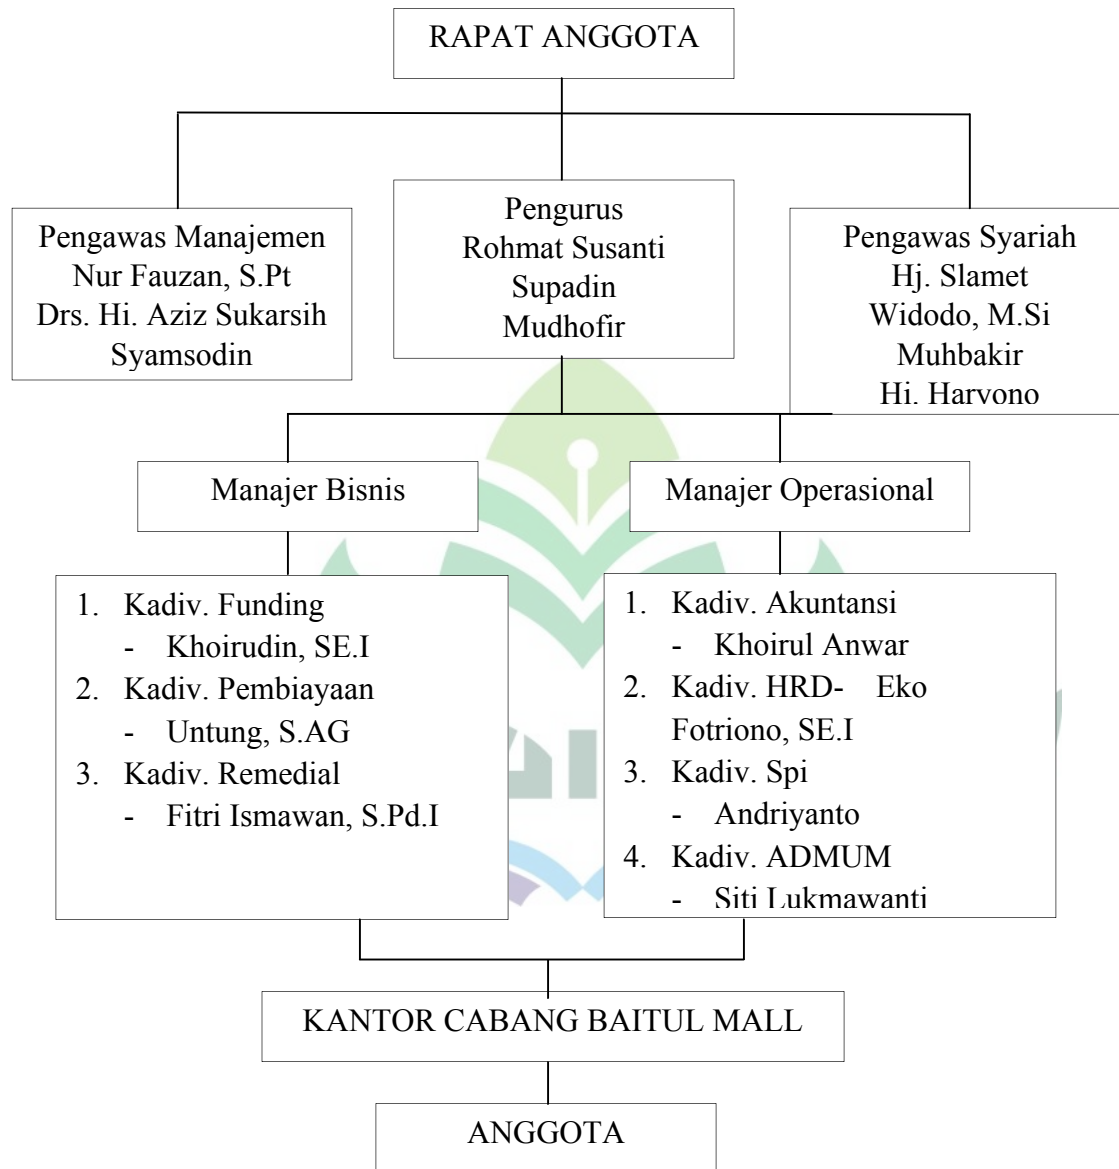 RAPAT ANGGOTA
Pengawas Manajemen
Nur Fauzan, S.Pt
Drs. Hi. Aziz Sukarsih
Syamsodin
Pengurus
Rohmat Susanti
Supadin
Mudhofir
Pengawas Syariah
Hj. Slamet
Widodo, M.Si
Muhbakir
Hi. Haryono
Manajer Bisnis
Manajer Operasional
1. Kadiv. Funding
- Khoirudin, SE.I
2. Kadiv. Pembiayaan
- Untung, S.AG
3. Kadiv. Remedial
- Fitri Ismawan, S.Pd.I
1. Kadiv. Akuntansi
- Khoirul Anwar
2. Kadiv. HRD- Eko
Fotriono, SE.I
3. Kadiv. Spi
- Andriyanto
4. Kadiv. ADMUM
- Siti Lukmawanti
KANTOR CABANG BAITUL MALL
ANGGOTA